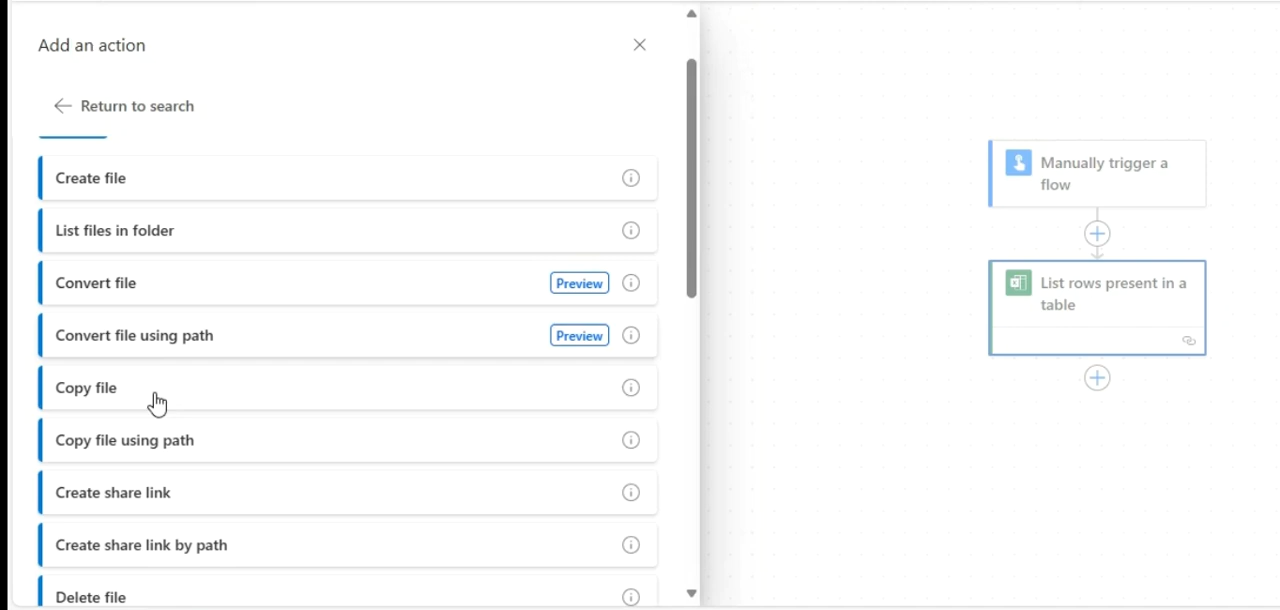 Add an action
Return to search
Create file
List files in folder
Convert file Preview
Convert file using path Preview
Copy file
Copy file using path
Create share link
Create share link by path
Delete file
Manually trigger a
flow
List rows present in a
table